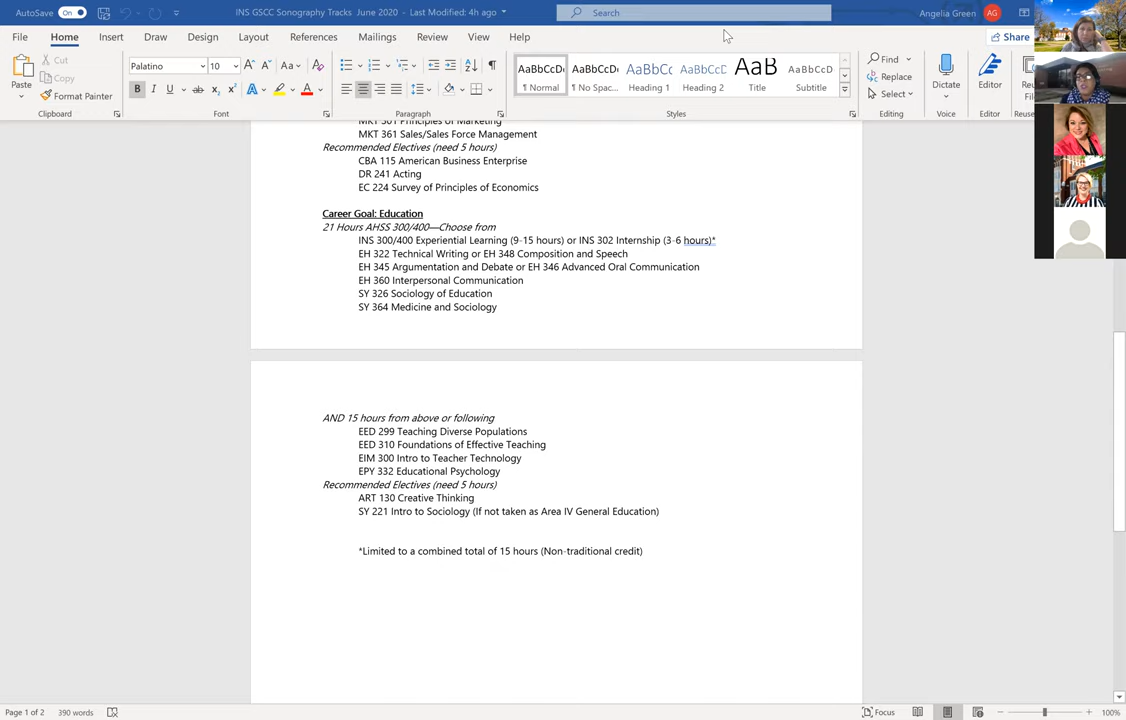 AutoSave On INS GSCC Sonography Tracks June 2020 - Last Modified: 4h ago Search Angelia Green AG
File Home Insert Draw Design Layout References Mailings Review View Help Share
Paste Cut Copy Format Painter Clipboard
Palatino 10 Font
Paragraph
AaBbCcDc AaBbCcDc AaBbCc AaBbCcD AaB AaBbCcD
¶ Normal ¶ No Spac... Heading 1 Heading 2 Title Subtitle
Styles
Find Replace Select Editing
Dictate Voice
Editor Editor
MKT 301 Principles of Marketing
MKT 361 Sales/Sales Force Management
Recommended Electives (need 5 hours)
CBA 115 American Business Enterprise
DR 241 Acting
EC 224 Survey of Principles of Economics
Career Goal: Education
21 Hours AHSS 300/400—Choose from
INS 300/400 Experiential Learning (9-15 hours) or INS 302 Internship (3-6 hours)*
EH 322 Technical Writing or EH 348 Composition and Speech
EH 345 Argumentation and Debate or EH 346 Advanced Oral Communication
EH 360 Interpersonal Communication
SY 326 Sociology of Education
SY 364 Medicine and Sociology
AND 15 hours from above or following
EED 299 Teaching Diverse Populations
EED 310 Foundations of Effective Teaching
EIM 300 Intro to Teacher Technology
EPY 332 Educational Psychology
Recommended Electives (need 5 hours)
ART 130 Creative Thinking
SY 221 Intro to Sociology (If not taken as Area IV General Education)
*Limited to a combined total of 15 hours (Non-traditional credit)
Page 1 of 2 390 words Focus 100%